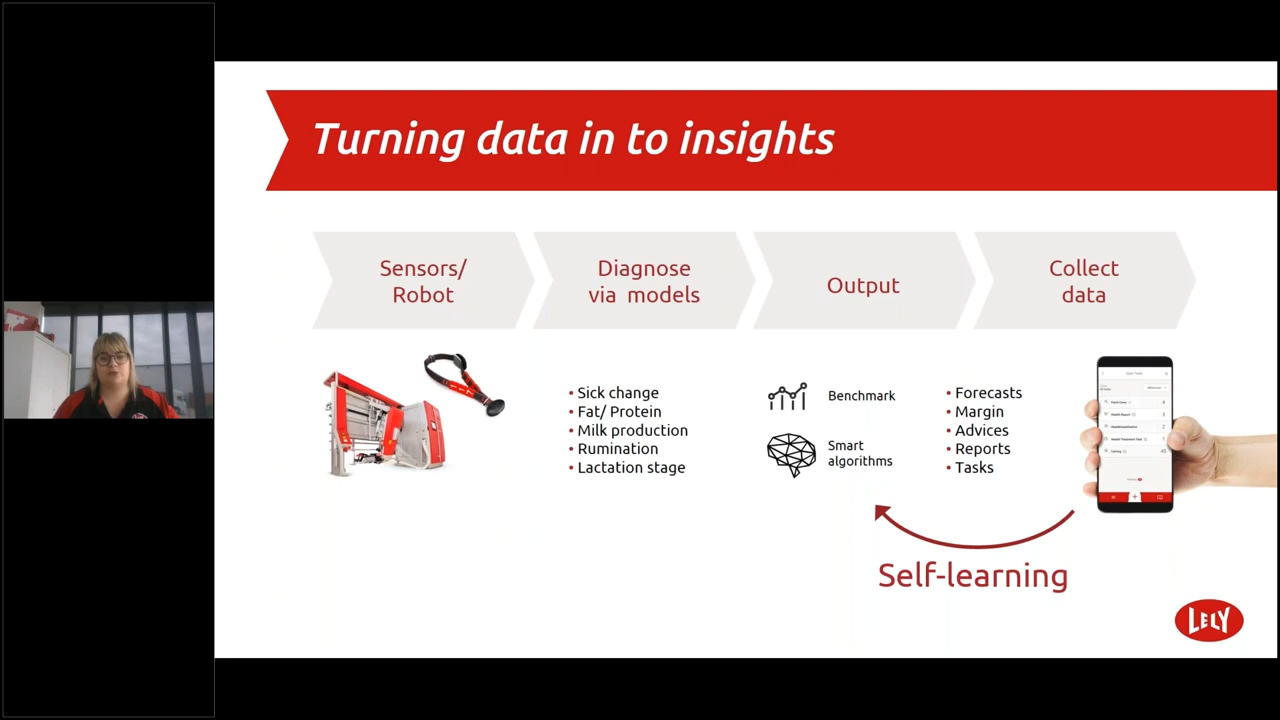 Turning data in to insights
Sensors/
Robot
Diagnose
via models
Output
Collect
data
• Sick change
• Fat/ Protein
• Milk production
• Rumination
• Lactation stage
Benchmark
Smart
algorithms
• Forecasts
• Margin
• Advices
• Reports
• Tasks
Self-learning
LELY